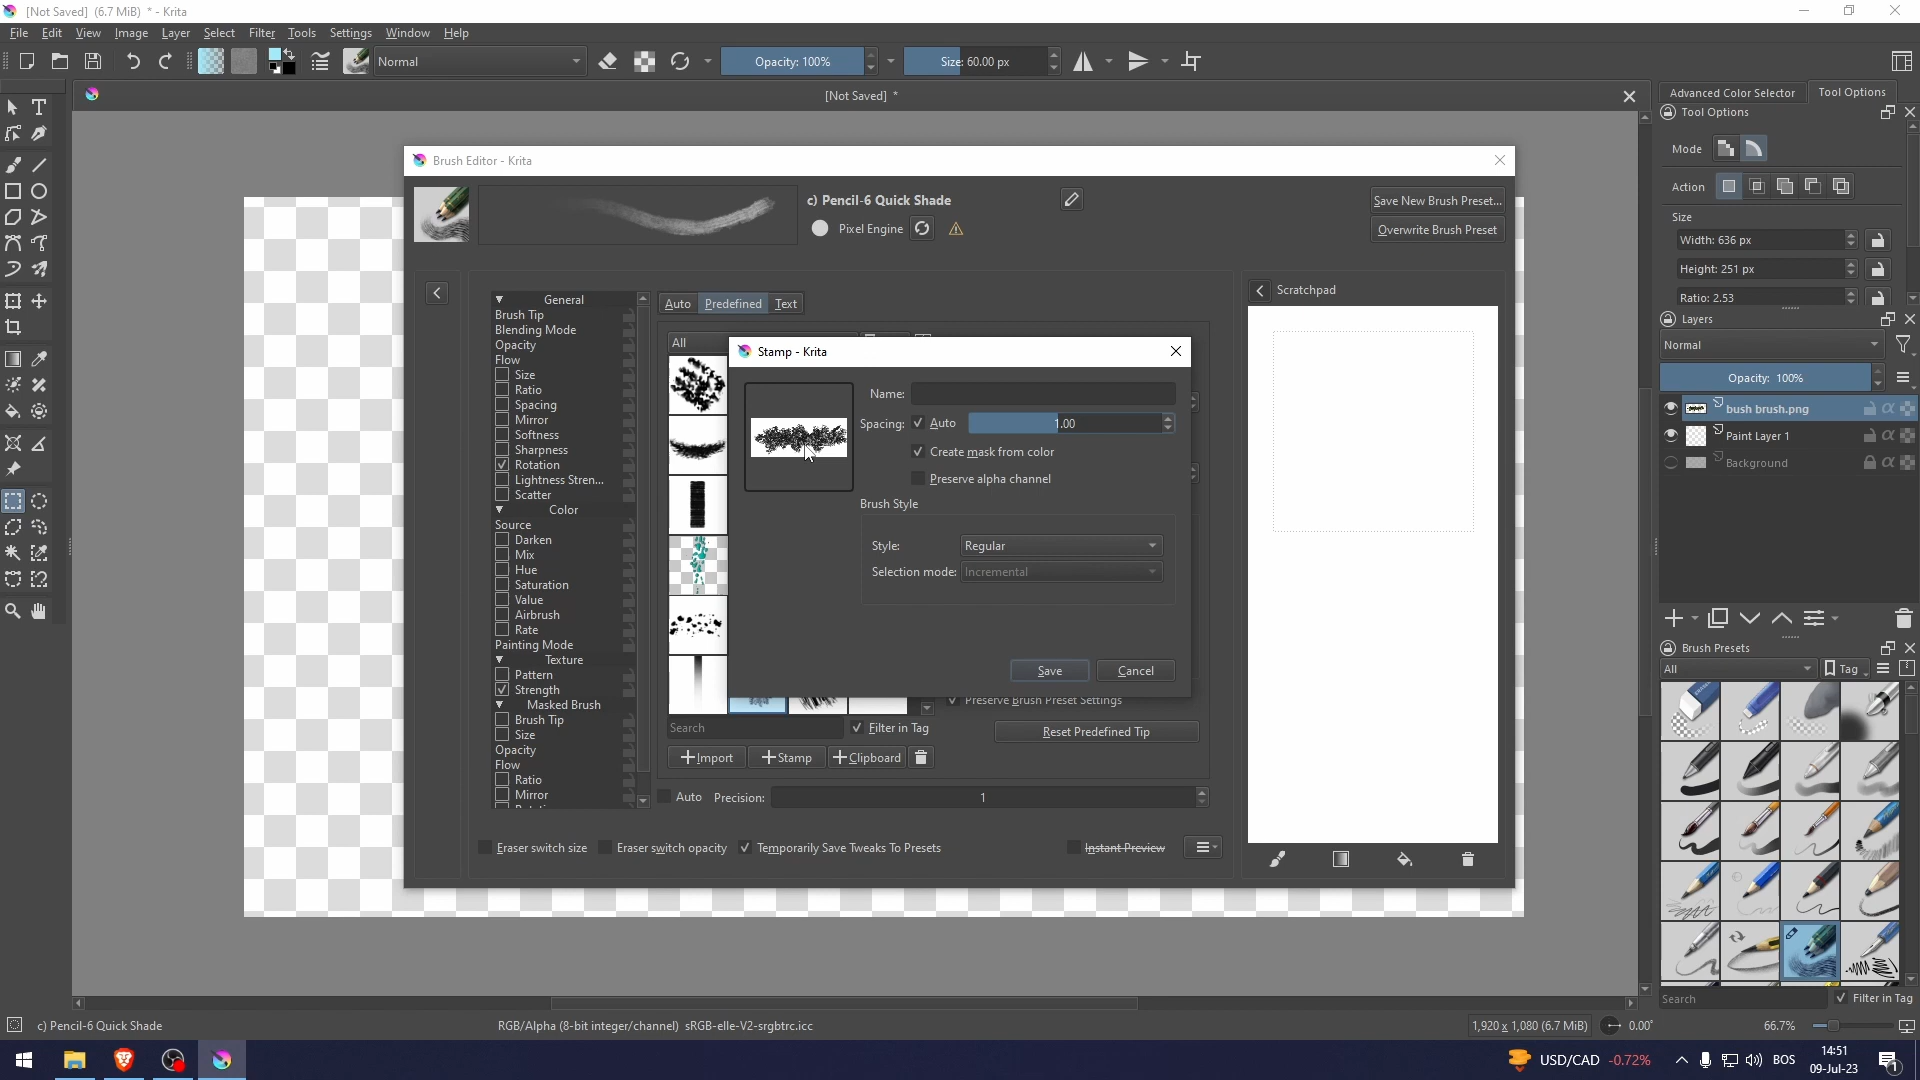 [Not Saved] (6.7 MiB) * - Krita
File Edit View Image Layer Select Filter Tools Settings Window Help
Normal
Opacity: 100%
Size: 60.00 px
[Not Saved] *
Brush Editor - Krita
c) Pencil-6 Quick Shade
Pixel Engine
Save New Brush Preset...
Overwrite Brush Preset
General
Brush Tip
Blending Mode
Opacity
Flow
Size
Ratio
Spacing
Mirror
Softness
Sharpness
Rotation
Lightness Stren...
Scatter
Color
Source
Darken
Mix
Hue
Saturation
Value
Airbrush
Rate
Painting Mode
Texture
Pattern
Strength
Masked Brush
Brush Tip
Size
Opacity
Flow
Ratio
Mirror
Auto Predefined Text
All
Stamp - Krita
Name:
Spacing: Auto 1.00
Create mask from color
Preserve alpha channel
Brush Style
Style: Regular
Selection mode: Incremental
Save Cancel
Preserve Brush Preset Settings
Search Filter in Tag
Reset Predefined Tip
Import Stamp Clipboard
Auto Precision: 1
Eraser switch size Eraser switch opacity Temporarily Save Tweaks To Presets Instant Preview
Scratchpad
Advanced Color Selector Tool Options
Tool Options
Mode
Action
Size
Width: 636 px
Height: 251 px
Ratio: 2.53
Layers
Normal
Opacity: 100%
bush brush.png
Paint Layer 1
Background
Brush Presets
All Tag
Search Filter in Tag
c) Pencil-6 Quick Shade
RGB/Alpha (8-bit integer/channel) sRGB-elle-V2-srgbtrc.icc
1,920 x 1,080 (6.7 MiB) 0.00° 66.7%
USD/CAD -0.72% BOS
14:51
09-Jul-23
1